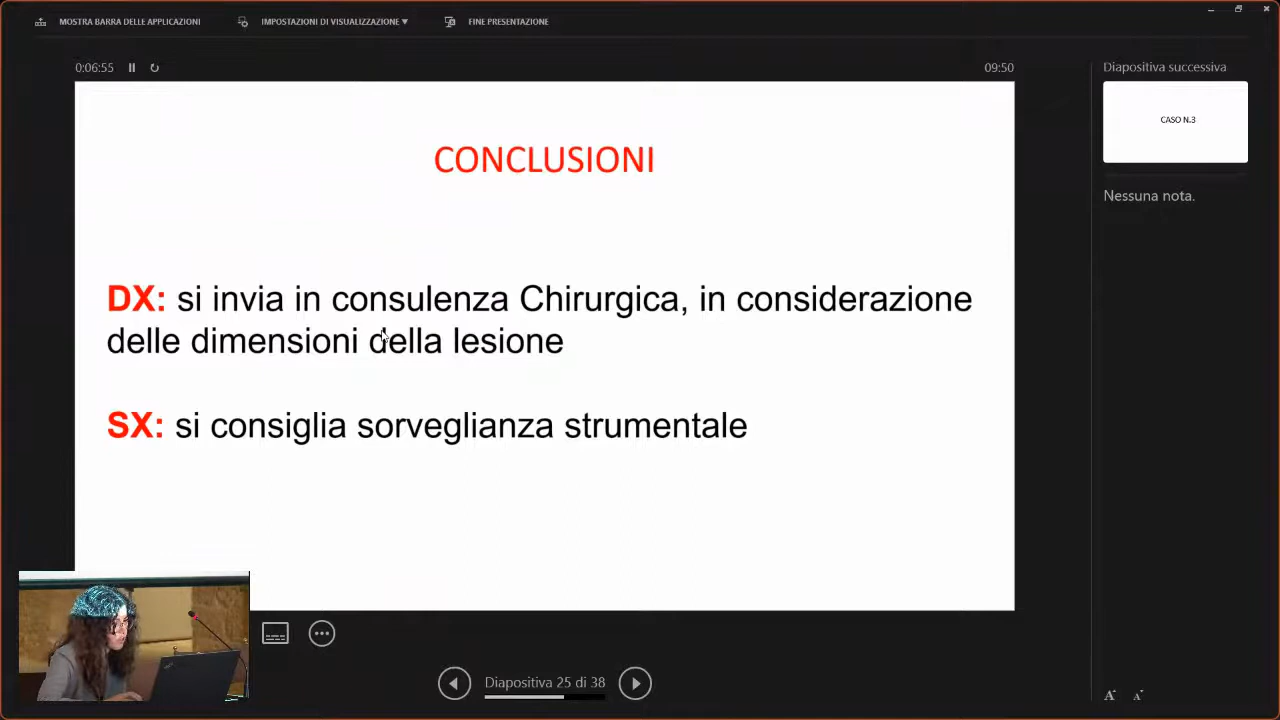 MOSTRA BARRA DELLE APPLICAZIONI
IMPOSTAZIONI DI VISUALIZZAZIONE ▼
FINE PRESENTAZIONE
0:06:55
09:50
CONCLUSIONI
DX: si invia in consulenza Chirurgica, in considerazione
delle dimensioni della lesione
SX: si consiglia sorveglianza strumentale
Diapositiva successiva
CASO N.3
Nessuna nota.
Diapositiva 25 di 38
A A